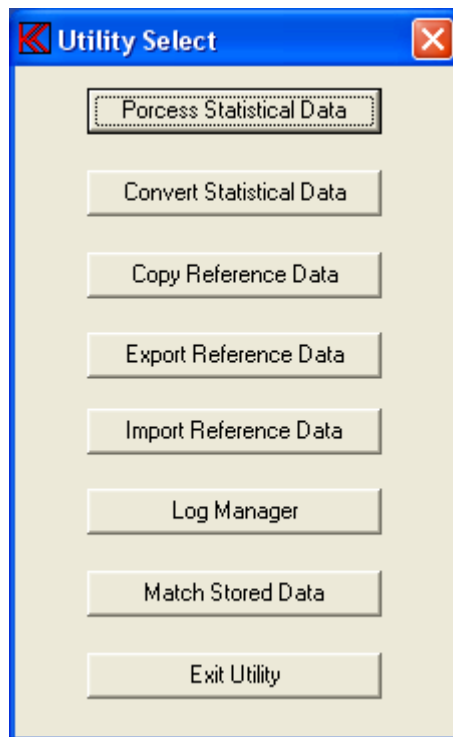 Utility Select
Porcess Statistical Data
Convert Statistical Data
Copy Reference Data
Export Reference Data
Import Reference Data
Log Manager
Match Stored Data
Exit Utility